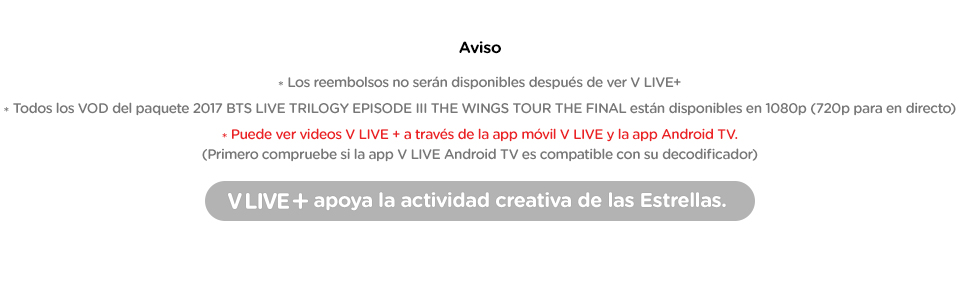 Aviso
* Los reembolsos no serán disponibles después de ver V LIVE+
* Todos los VOD del paquete 2017 BTS LIVE TRILOGY EPISODE III THE WINGS TOUR THE FINAL están disponibles en 1080p (720p para en directo)
* Puede ver videos V LIVE + a través de la app móvil V LIVE y la app Android TV.
(Primero compruebe si la app V LIVE Android TV es compatible con su decodificador)
V LIVE+ apoya la actividad creativa de las Estrellas.